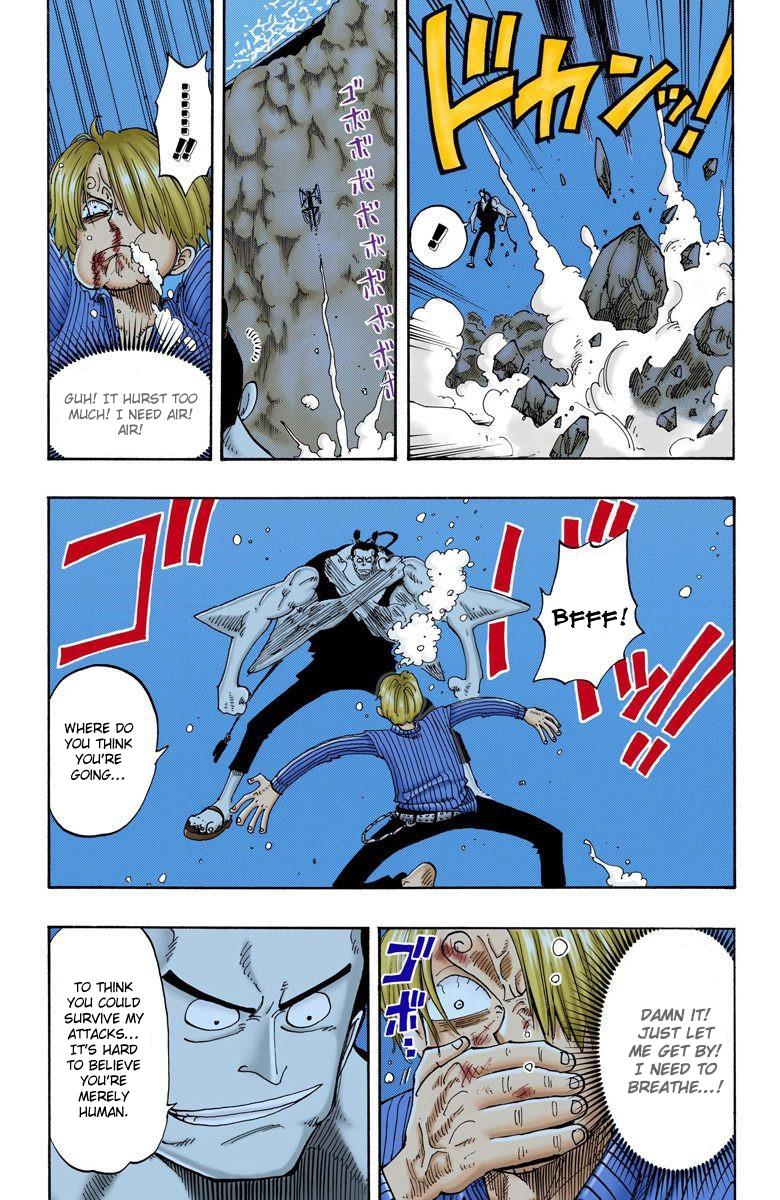 ドカンッ!
!
ゴボボボボボボボボボ
!!
GUH! IT HURST TOO
MUCH! I NEED AIR!
AIR!
BFFF!
ゴッ!!
WHERE DO
YOU THINK
YOU'RE
GOING...
DAMN IT!
JUST LET
ME GET BY!
I NEED TO
BREATHE...!
ゴボッ
TO THINK
YOU COULD
SURVIVE MY
ATTACKS...
IT'S HARD
TO BELIEVE
YOU'RE
MERELY
HUMAN.